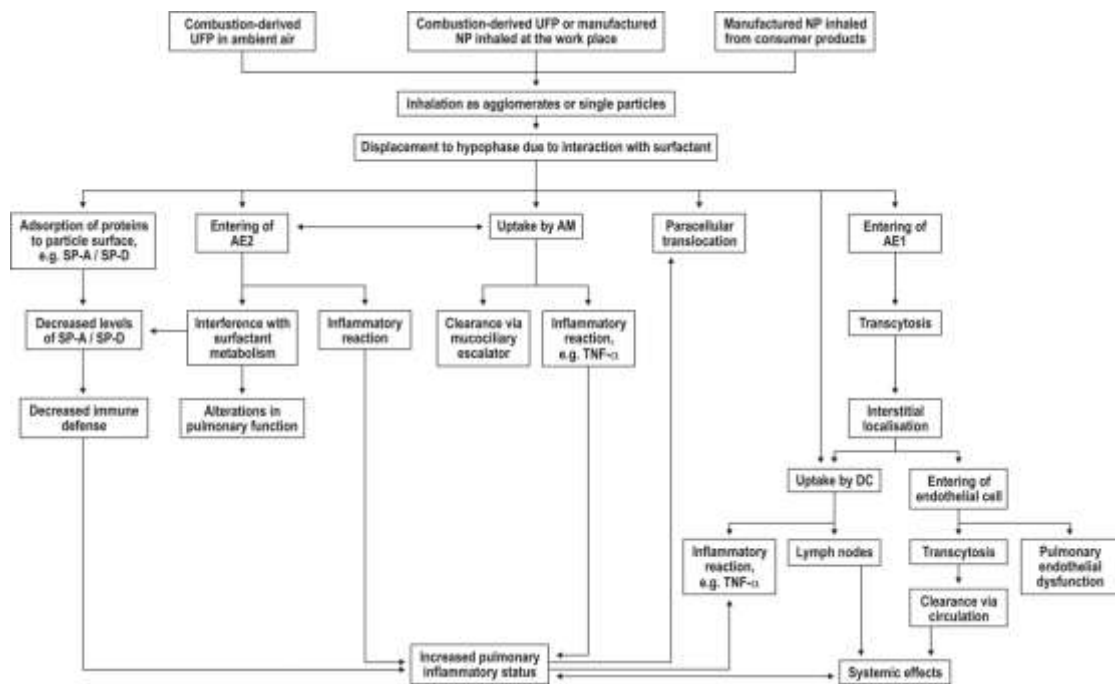 Combustion-derived
UFP in ambient air
Combustion-derived UFP or manufactured
NP inhaled at the work place
Manufactured NP inhaled
from consumer products
Inhalation as agglomerates or single particles
Displacement to hypophase due to interaction with surfactant
Adsorption of proteins
to particle surface,
e.g. SP-A / SP-D
Entering of
AE2
Uptake by AM
Paracellular
translocation
Entering of
AE1
Decreased levels
of SP-A / SP-D
Interference with
surfactant
metabolism
Inflammatory
reaction
Clearance via
mucociliary
escalator
Inflammatory
reaction,
e.g. TNF-α
Transcytosis
Decreased immune
defense
Alterations in
pulmonary function
Interstitial
localisation
Uptake by DC
Entering of
endothelial cell
Inflammatory
reaction,
e.g. TNF-α
Lymph nodes
Transcytosis
Pulmonary
endothelial
dysfunction
Clearance via
circulation
Increased pulmonary
inflammatory status
Systemic effects